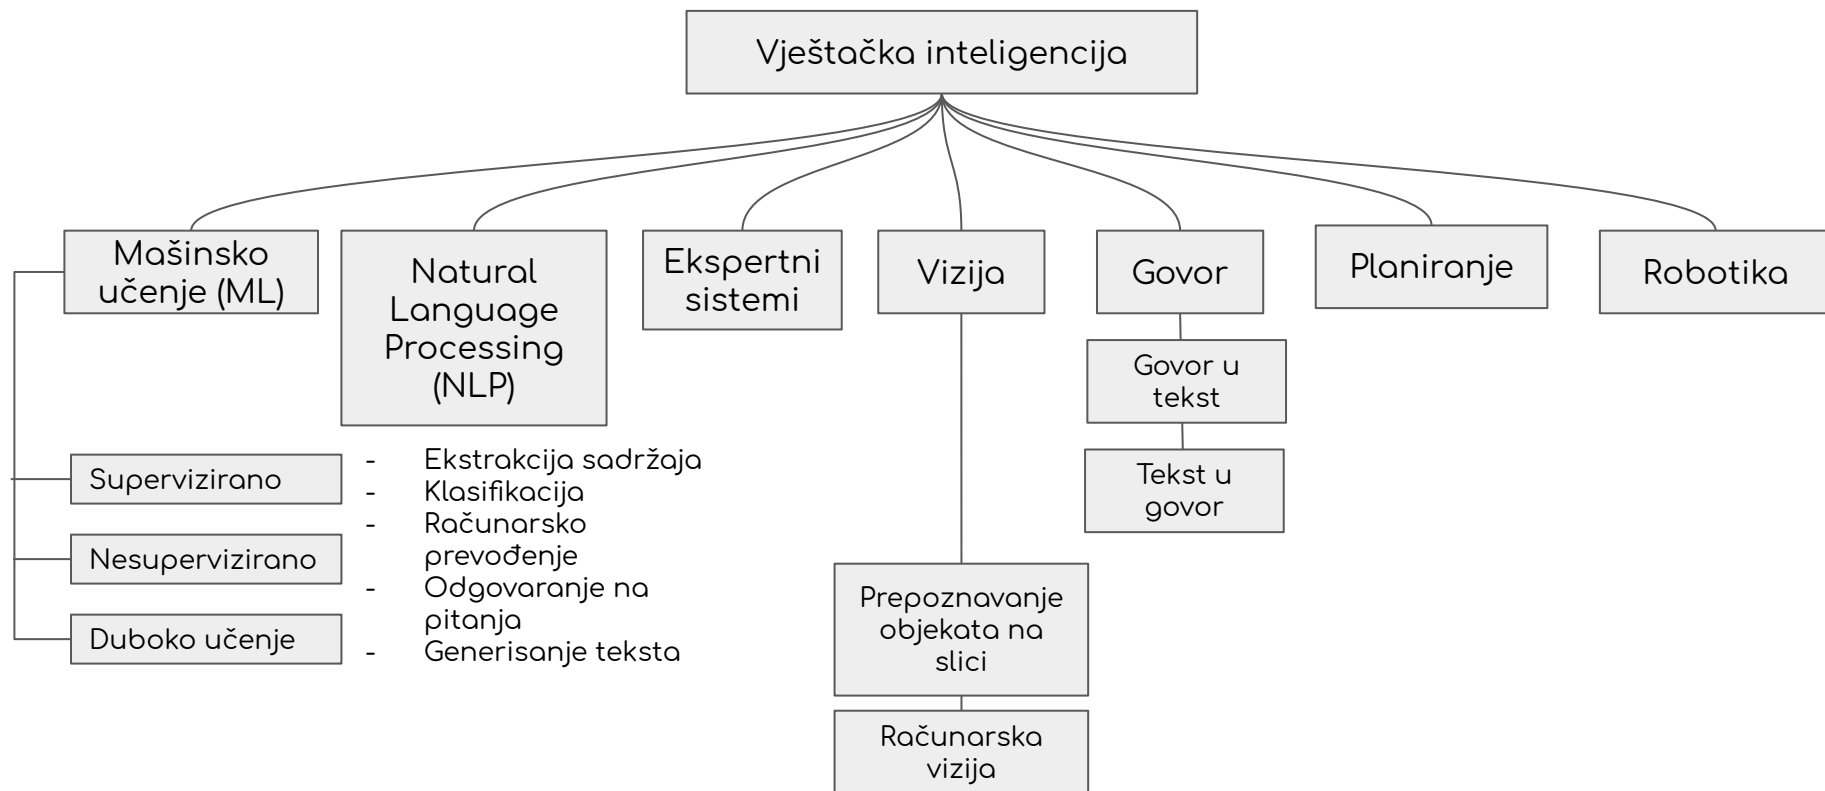 Vještačka inteligencija
Mašinsko
učenje (ML)
Natural
Language
Processing
(NLP)
Ekspertni
sistemi
Vizija
Govor
Planiranje
Robotika
Govor u
tekst
Tekst u
govor
Supervizirano
Nesupervizirano
Duboko učenje
- Ekstrakcija sadržaja
- Klasifikacija
- Računarsko
prevođenje
- Odgovaranje na
pitanja
- Generisanje teksta
Prepoznavanje
objekata na
slici
Računarska
vizija